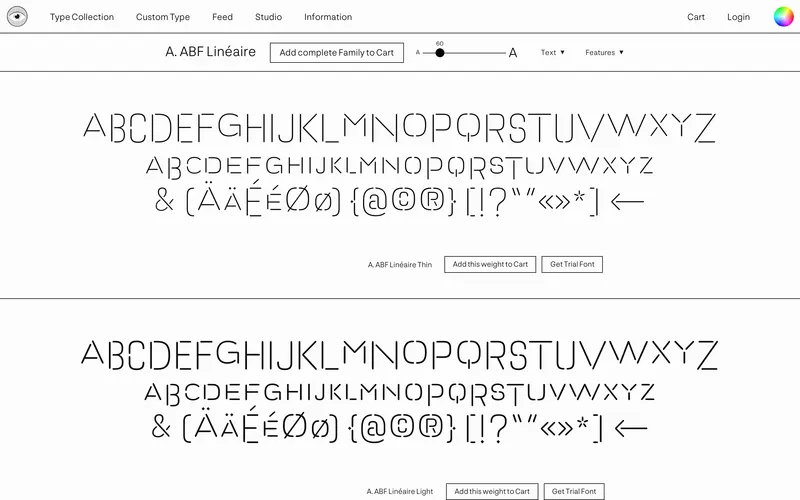 Type Collection Custom Type Feed Studio Information Cart Login
A. ABF Linéaire Add complete Family to Cart A 60 A Text ▼ Features ▼
ABCDEFGHIJKLMNOPQRSTUVWXYZ
ABCDEFGHIJKLMNOPQRSTUVWXYZ
& (ÄäÉéØø) {@©®} [!?“”«»*] ←
A. ABF Linéaire Thin Add this weight to Cart Get Trial Font
ABCDEFGHIJKLMNOPQRSTUVWXYZ
ABCDEFGHIJKLMNOPQRSTUVWXYZ
& (ÄäÉéØø) {@©®} [!?“”«»*] ←
A. ABF Linéaire Light Add this weight to Cart Get Trial Font